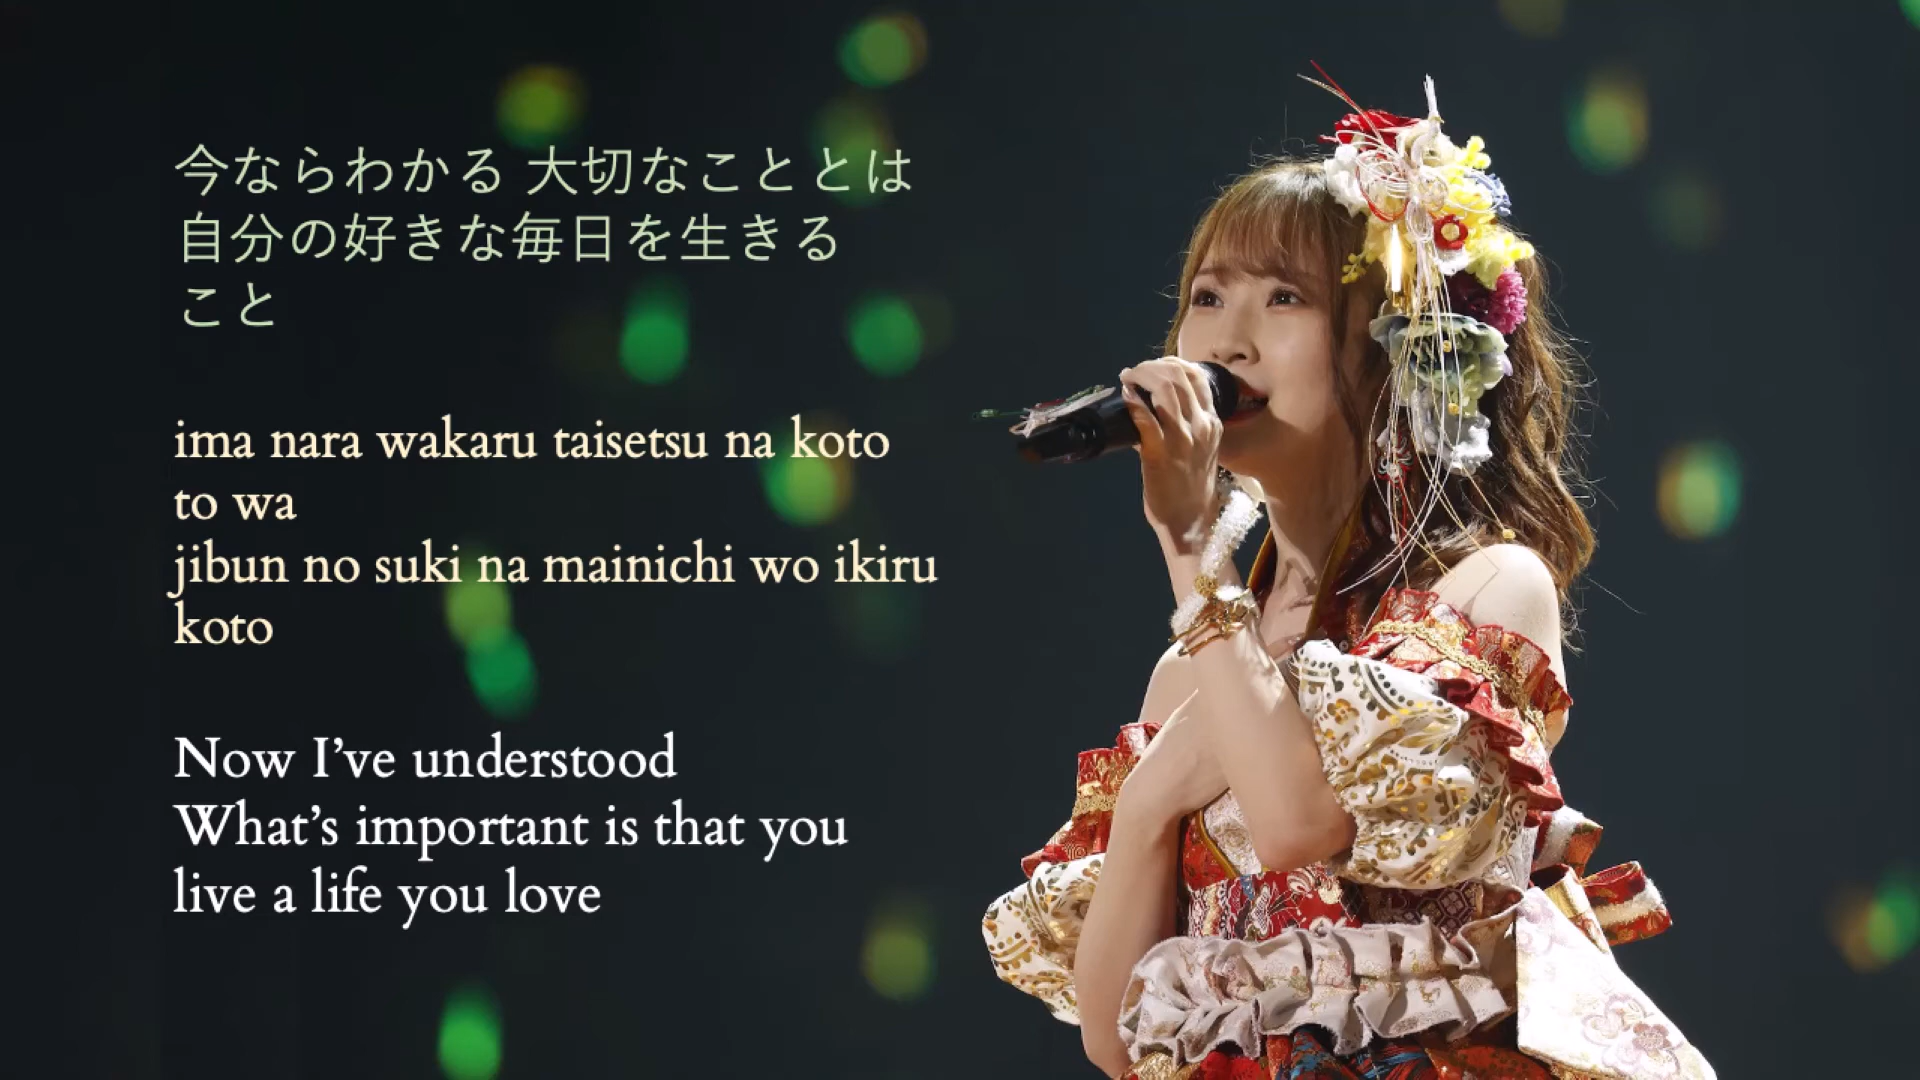 今ならわかる 大切なこととは
自分の好きな毎日を生きる
こと
ima nara wakaru taisetsu na koto
to wa
jibun no suki na mainichi wo ikiru
koto
Now I’ve understood
What’s important is that you
live a life you love